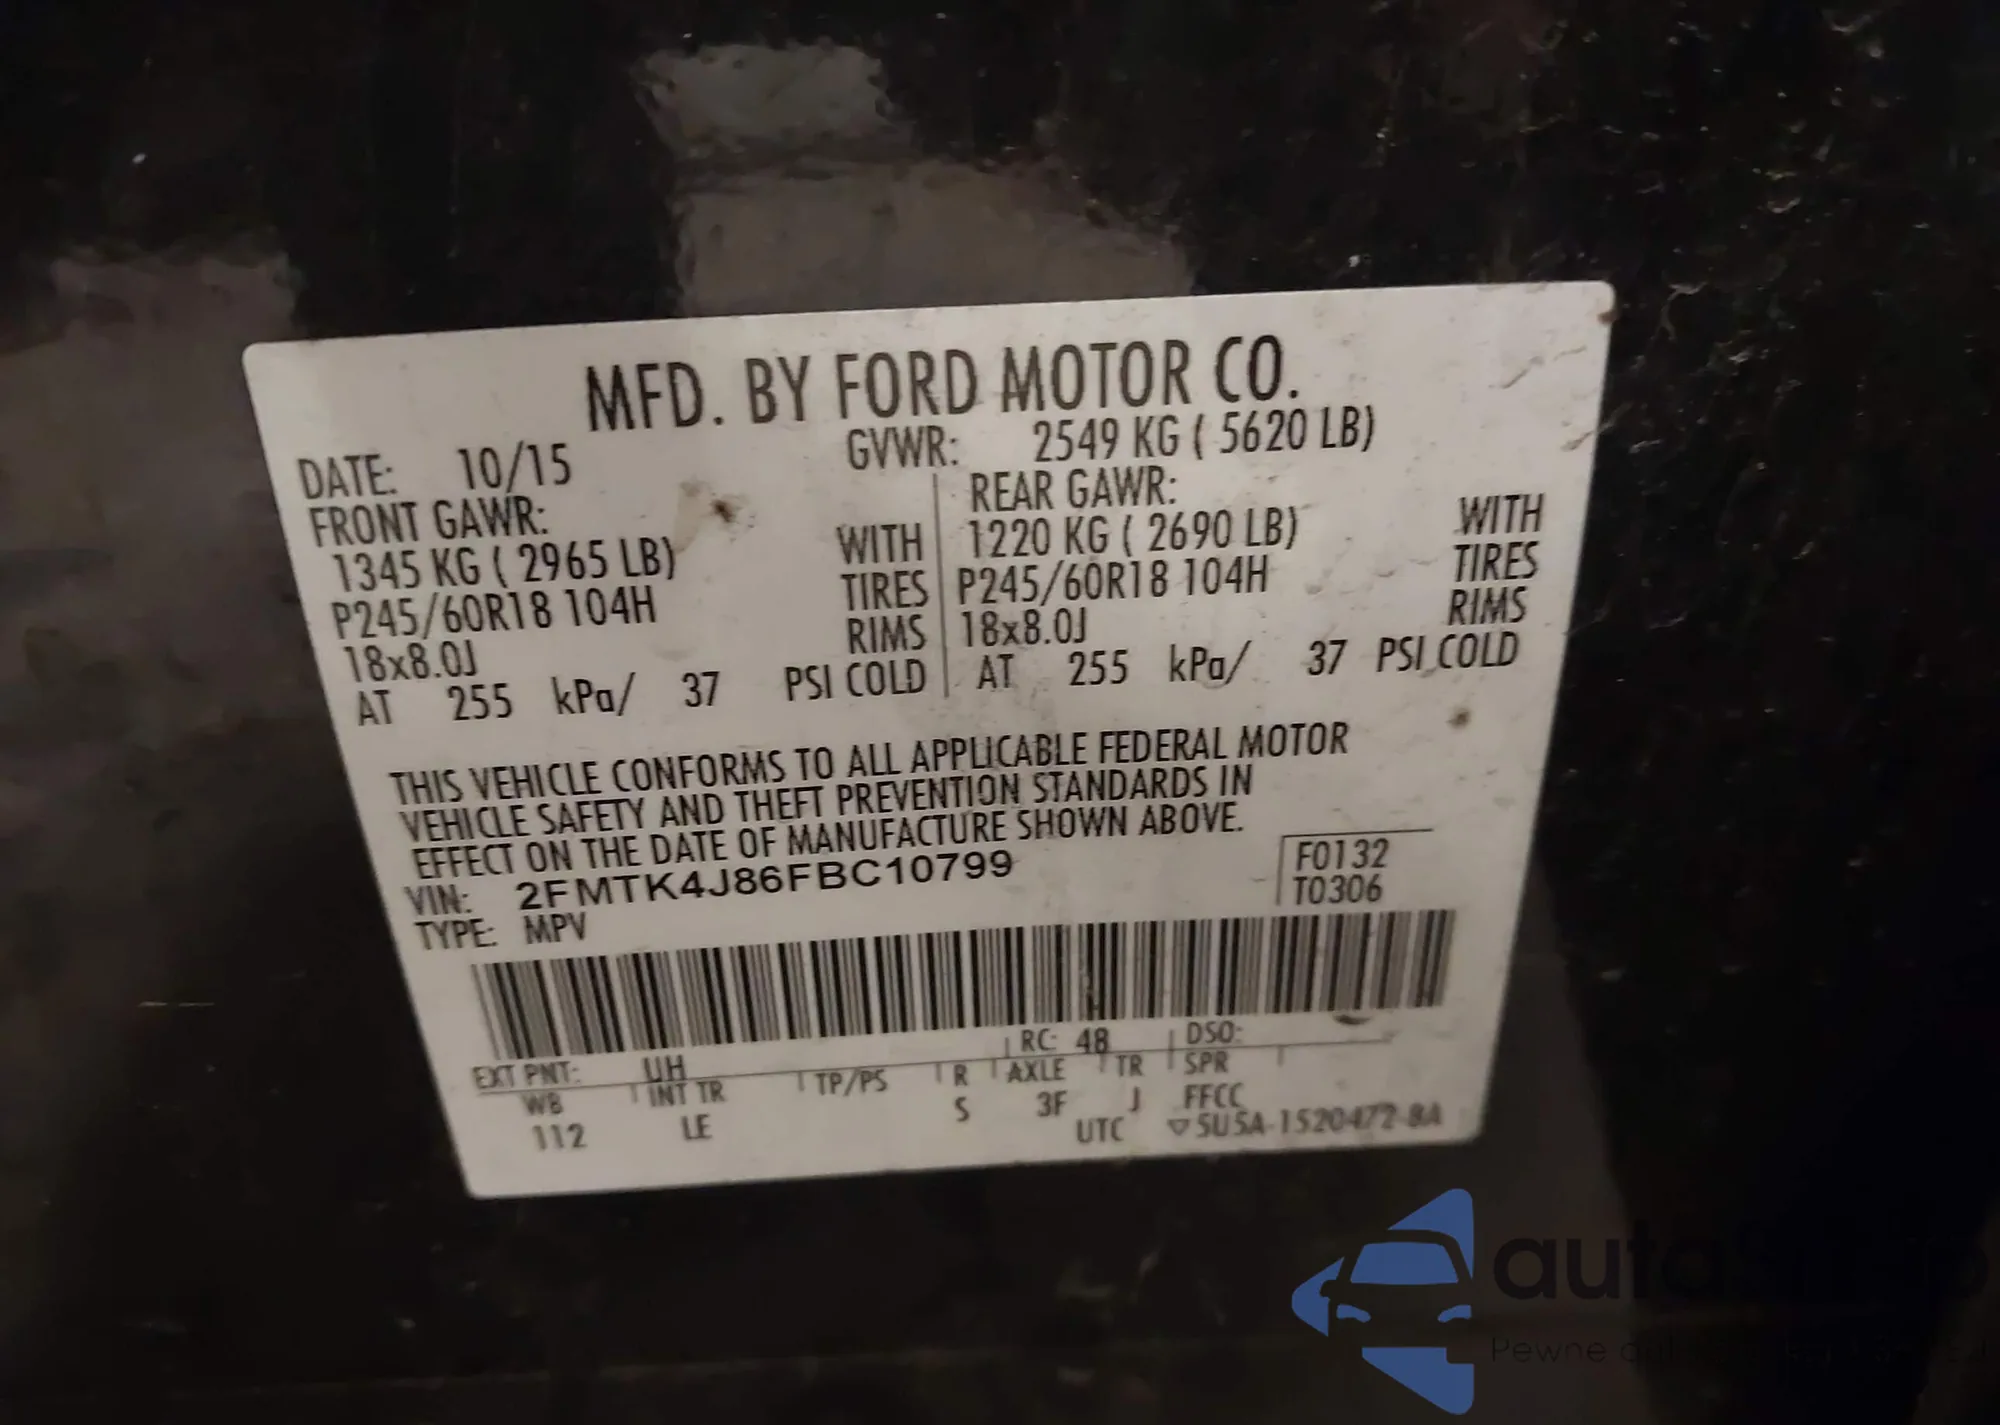 MFD. BY FORD MOTOR CO.
DATE: 10/15 GVWR: 2549 KG ( 5620 LB)
FRONT GAWR: REAR GAWR:
1345 KG ( 2965 LB) WITH 1220 KG ( 2690 LB) WITH
P245/60R18 104H TIRES P245/60R18 104H TIRES
18x8.0J RIMS 18x8.0J RIMS
AT 255 kPa/ 37 PSI COLD AT 255 kPa/ 37 PSI COLD
THIS VEHICLE CONFORMS TO ALL APPLICABLE FEDERAL MOTOR
VEHICLE SAFETY AND THEFT PREVENTION STANDARDS IN
EFFECT ON THE DATE OF MANUFACTURE SHOWN ABOVE.
VIN: 2FMTK4J86FBC10799 F0132
TYPE: MPV T0306
EXT PNT: UH RC: 48 DSO:
WB INT TR TP/PS R AXLE TR SPR
112 LE S 3F J FFCC
UTC ▽5U5A-1520472-BA
Pewne